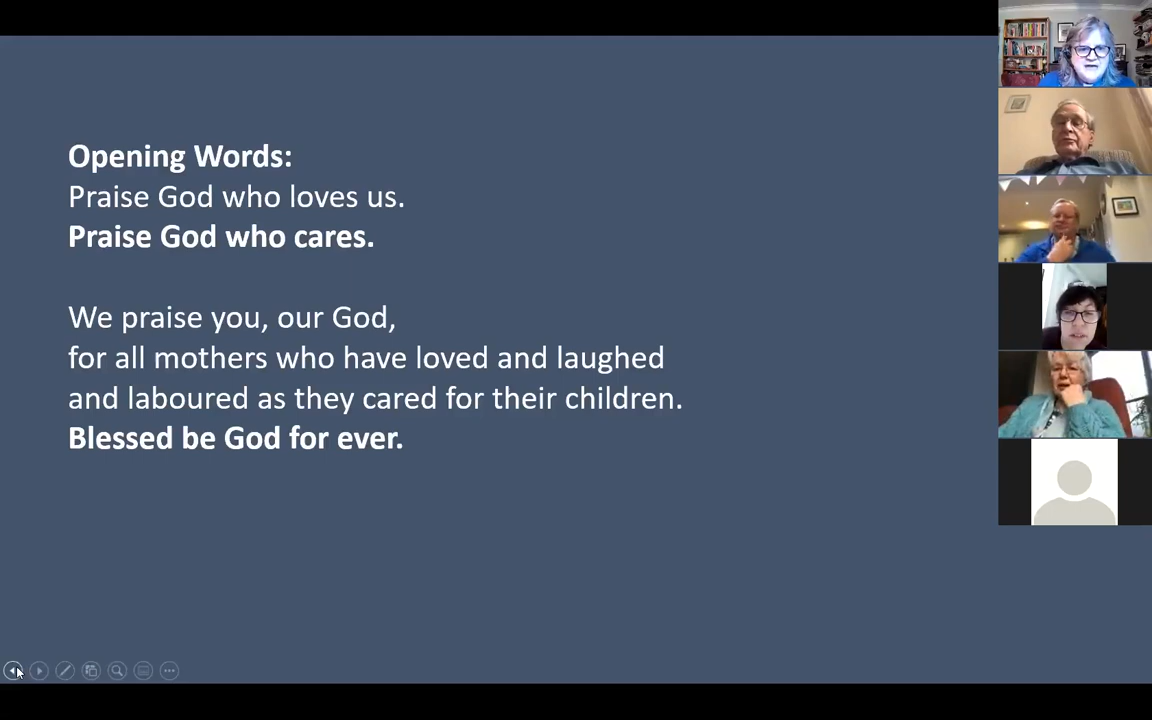 Opening Words:
Praise God who loves us.
Praise God who cares.
We praise you, our God,
for all mothers who have loved and laughed
and laboured as they cared for their children.
Blessed be God for ever.